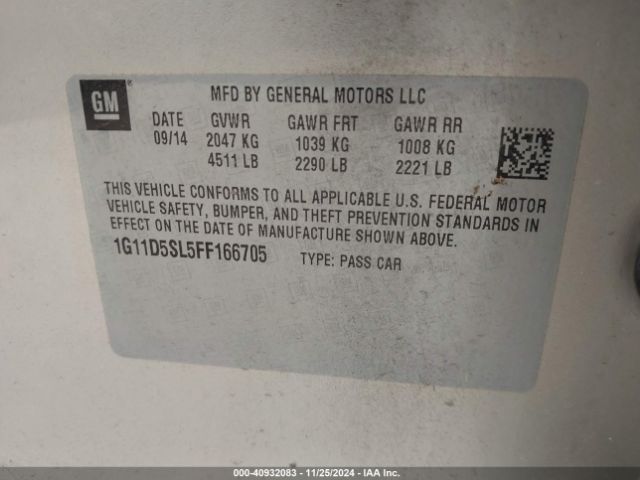 GM
MFD BY GENERAL MOTORS LLC
DATE GVWR GAWR FRT GAWR RR
09/14 2047 KG 1039 KG 1008 KG
4511 LB 2290 LB 2221 LB
THIS VEHICLE CONFORMS TO ALL APPLICABLE U.S. FEDERAL MOTOR
VEHICLE SAFETY, BUMPER, AND THEFT PREVENTION STANDARDS IN
EFFECT ON THE DATE OF MANUFACTURE SHOWN ABOVE.
1G11D5SL5FF166705 TYPE: PASS CAR
000-40932083 - 11/25/2024 - IAA Inc.